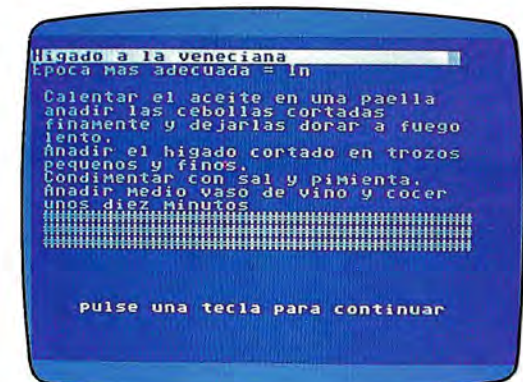 Higado a la veneciana
Epoca mas adecuada = In
Calentar el aceite en una paella
anadir las cebollas cortadas
finamente y dejarlas dorar a fuego
lento.
Anadir el higado cortado en trozos
pequenos y finos.
Condimentar con sal y pimienta.
Anadir medio vaso de vino y cocer
unos diez minutos
##################################
##################################
##################################
pulse una tecla para continuar